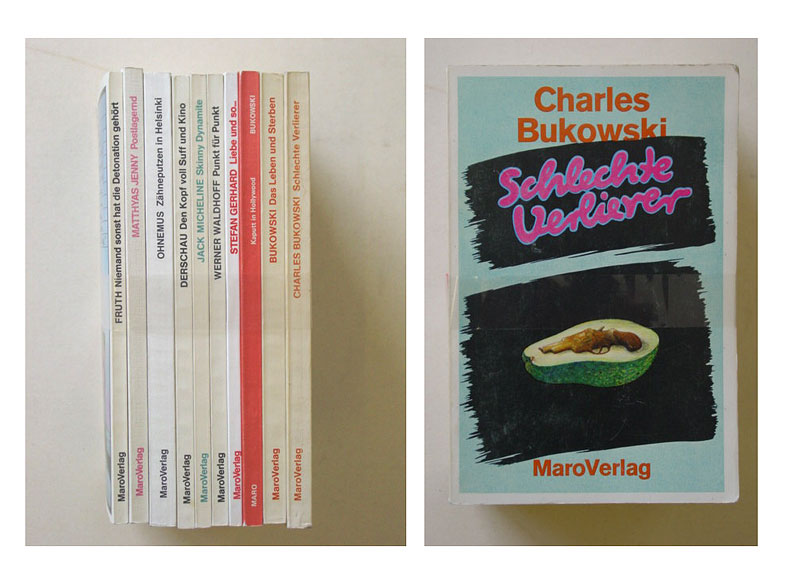 FRUTH Niemand sonst hat die Detonation gehört MaroVerlag
MATTHYAS JENNY Postlagernd MaroVerlag
OHNEMUS Zähneputzen in Helsinki MaroVerlag
DERSCHAU Den Kopf voll Suff und Kino MaroVerlag
JACK MICHELINE Skinny Dynamite MaroVerlag
WERNER WALDHOFF Punkt für Punkt MaroVerlag
STEFAN GERHARD Liebe und so... MaroVerlag
BUKOWSKI Kaputt in Hollywood MARO
BUKOWSKI Das Leben und Sterben MaroVerlag
CHARLES BUKOWSKI Schlechte Verlierer MaroVerlag
Charles
Bukowski
Schlechte
Verlierer
MaroVerlag